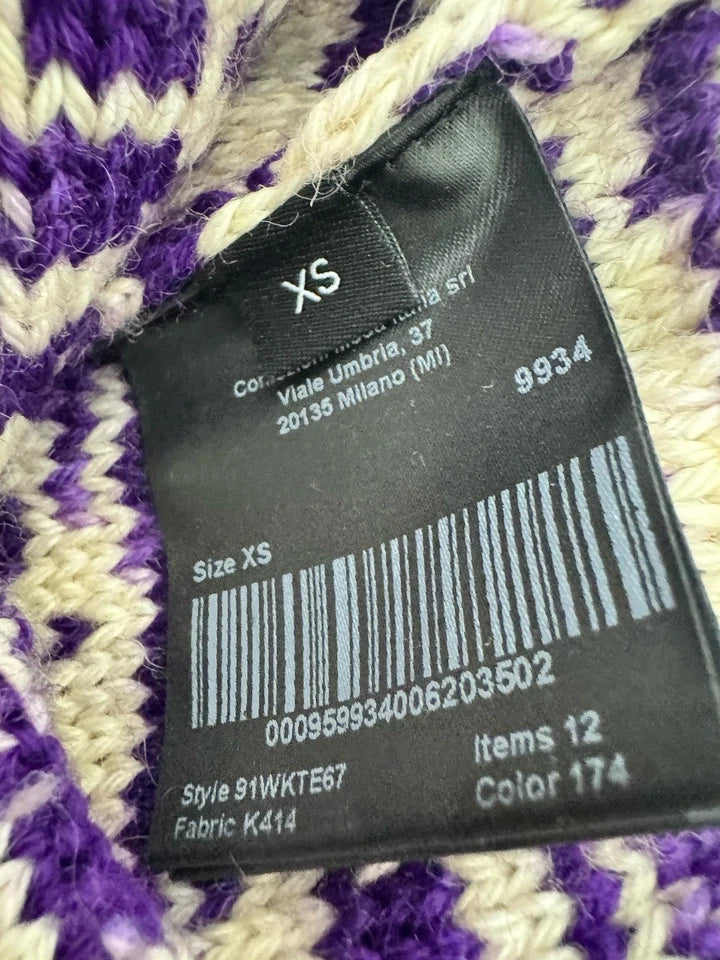 XS
srl
Viale Umbria, 37
20135 Milano (MI)
9934
Size XS
000959934006203502
Style 91WKTE67
Fabric K414
Items 12
Color 174